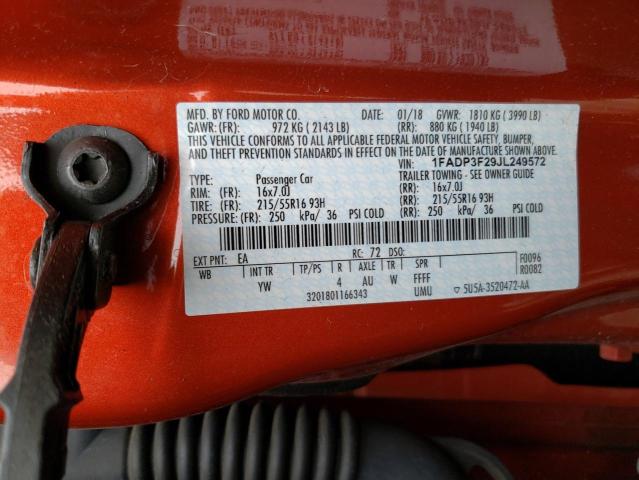 MFD. BY FORD MOTOR CO. DATE: 01/18 GVWR: 1810 KG ( 3990 LB)
GAWR: (FR): 972 KG ( 2143 LB) (RR): 880 KG ( 1940 LB)
THIS VEHICLE CONFORMS TO ALL APPLICABLE FEDERAL MOTOR VEHICLE SAFETY, BUMPER,
AND THEFT PREVENTION STANDARDS IN EFFECT ON THE DATE OF MANUFACTURE SHOWN ABOVE.
VIN: 1FADP3F29JL249572
TYPE: Passenger Car TRAILER TOWING - SEE OWNER GUIDE
RIM: (FR): 16x7.0J (RR): 16x7.0J
TIRE: (FR): 215/55R16 93H (RR): 215/55R16 93H
PRESSURE: (FR): 250 kPa/ 36 PSI COLD (RR): 250 kPa/ 36 PSI COLD
EXT PNT: EA RC: 72 DSO: F0096
WB INT TR TP/PS R AXLE TR SPR R0082
YW 4 AU W FFFF
3201801166343 UMU ▽ 5U5A-3520472-AA